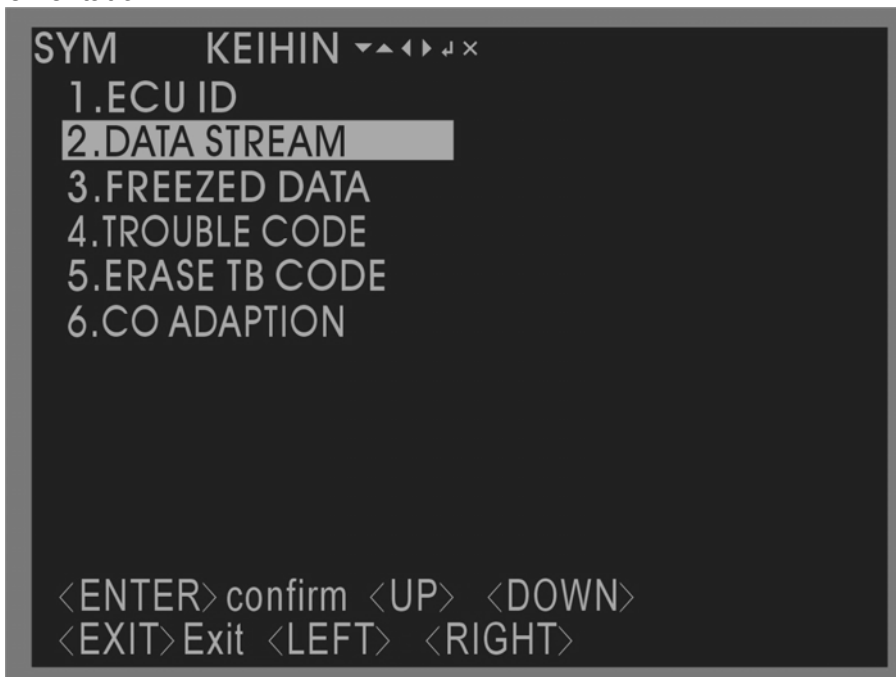 SYM KEIHIN ▼▲◀▶↲×
1.ECU ID
2.DATA STREAM
3.FREEZED DATA
4.TROUBLE CODE
5.ERASE TB CODE
6.CO ADAPTION
<ENTER> confirm <UP> <DOWN>
<EXIT> Exit <LEFT> <RIGHT>